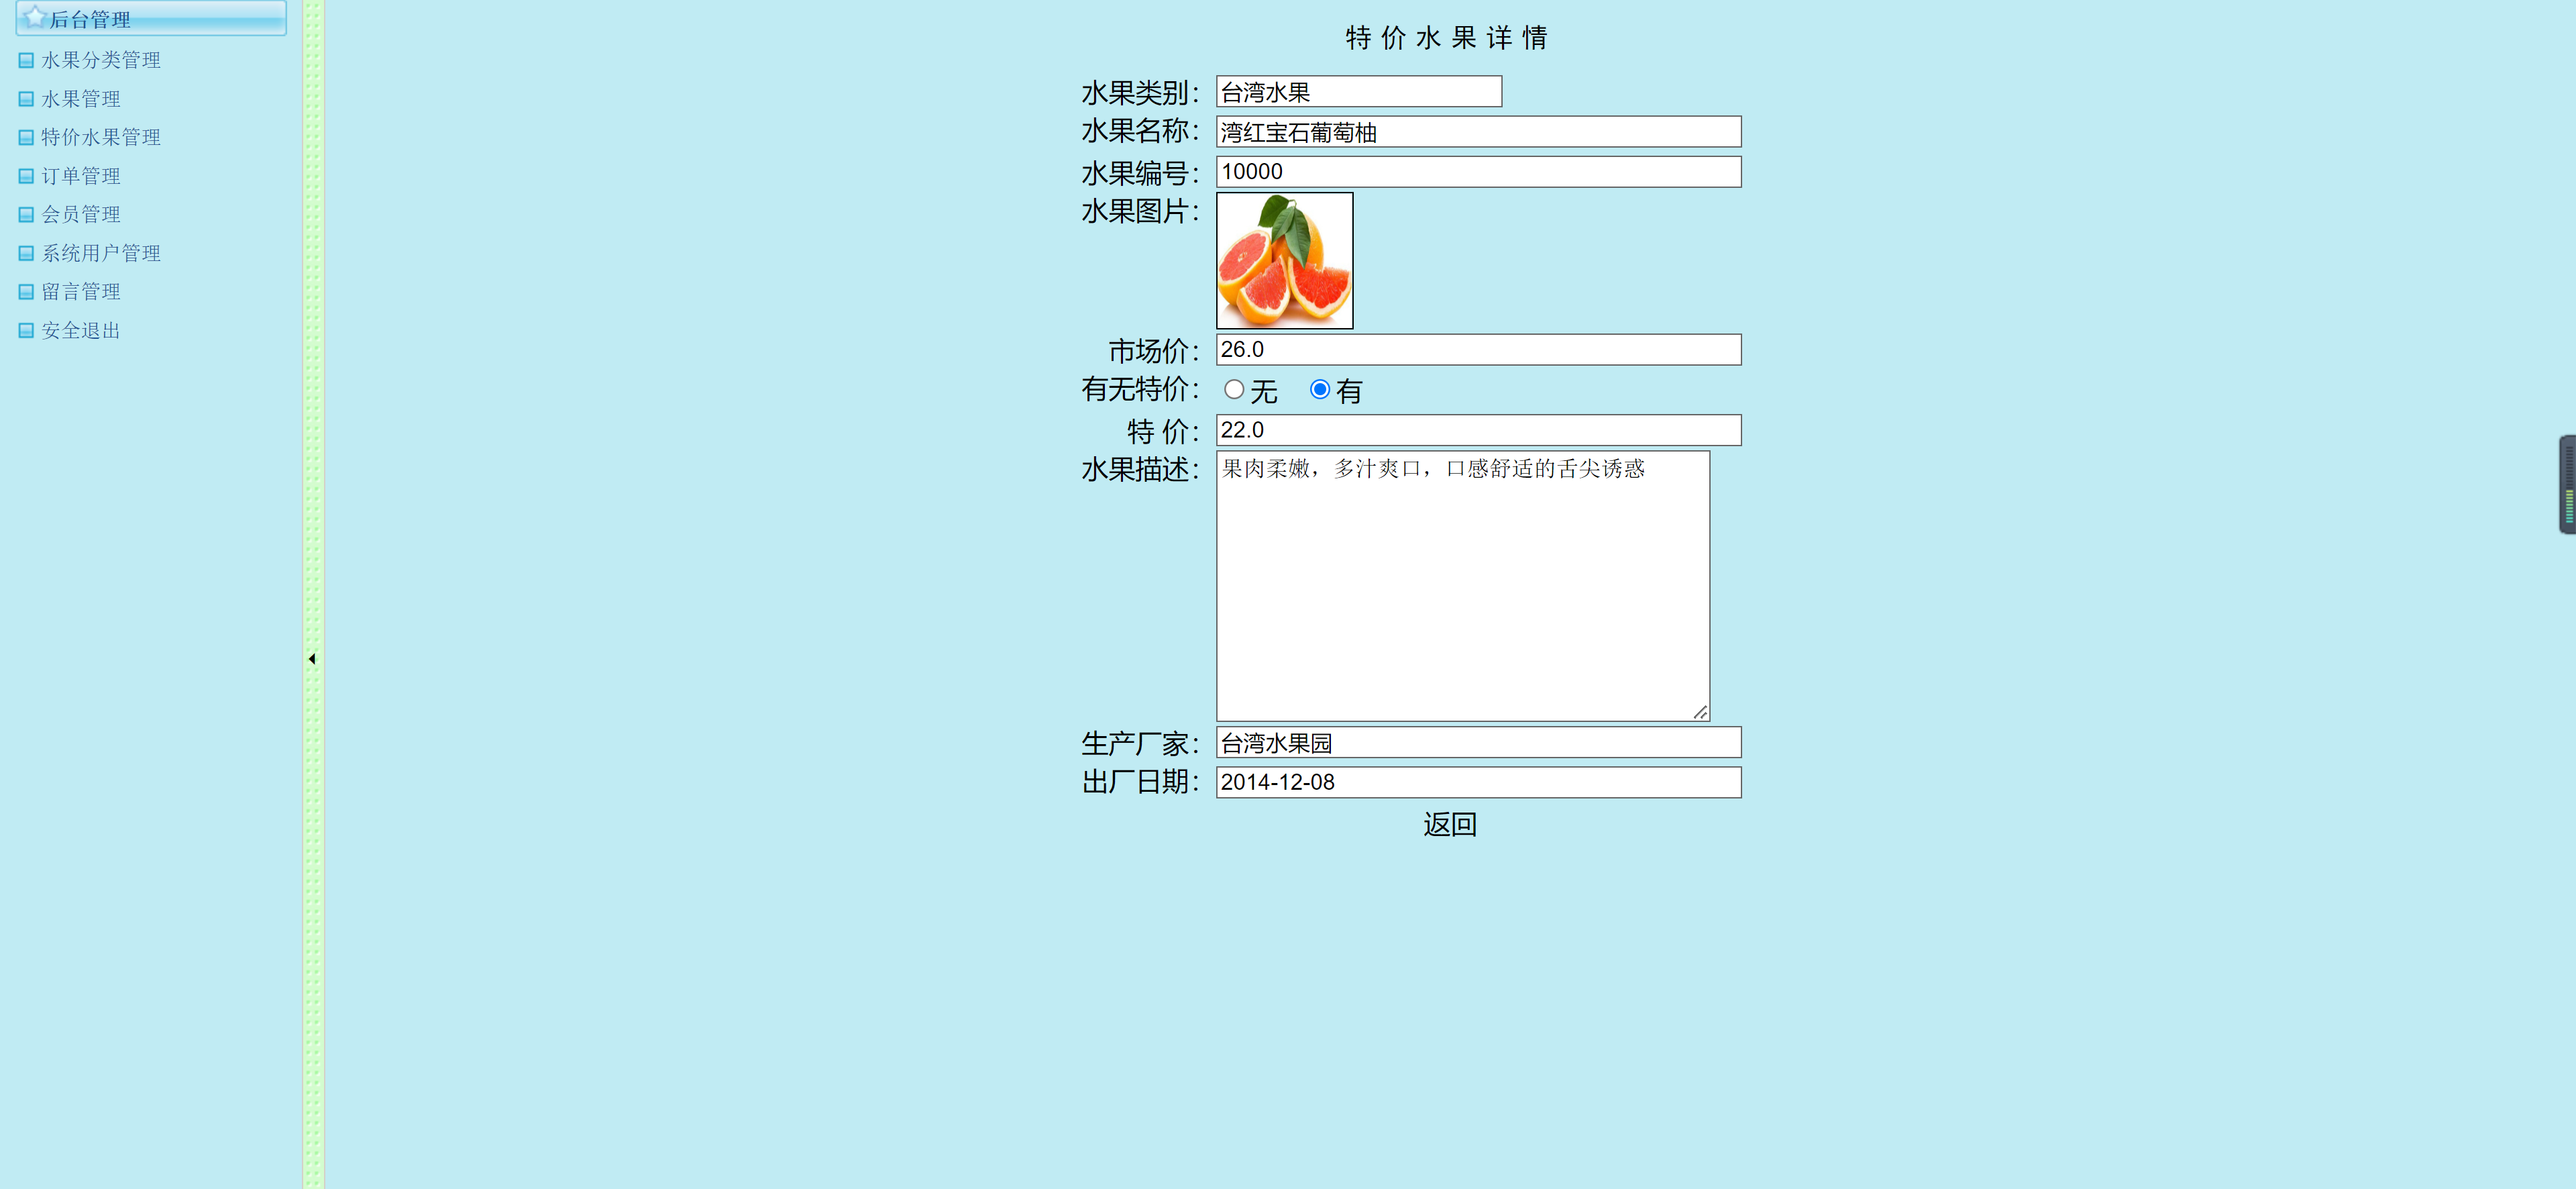 后台管理
水果分类管理
水果管理
特价水果管理
订单管理
会员管理
系统用户管理
留言管理
安全退出
特 价 水 果 详 情
水果类别： 台湾水果
水果名称： 湾红宝石葡萄柚
水果编号： 10000
水果图片：
市场价： 26.0
有无特价： 无 有
特 价： 22.0
水果描述： 果肉柔嫩，多汁爽口，口感舒适的舌尖诱惑
生产厂家： 台湾水果园
出厂日期： 2014-12-08
返回